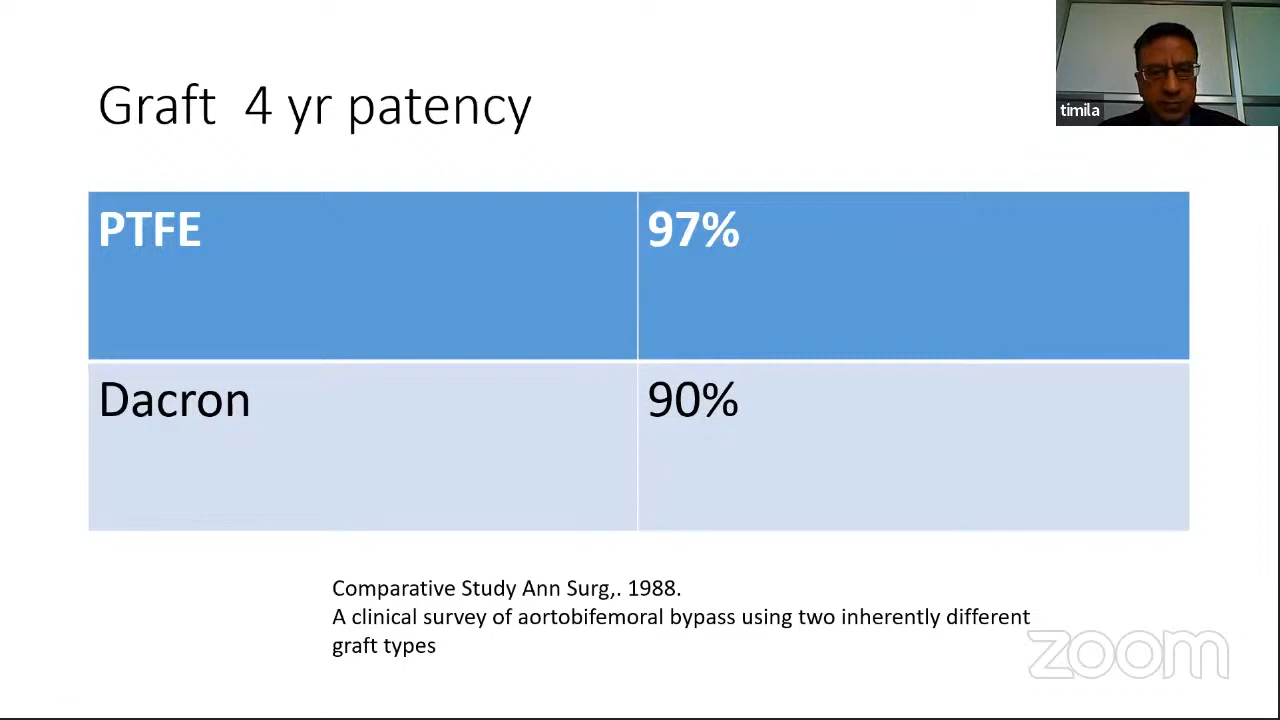 Graft 4 yr patency
timila
PTFE 97%
Dacron 90%
Comparative Study Ann Surg,. 1988.
A clinical survey of aortobifemoral bypass using two inherently different
graft types
zoom